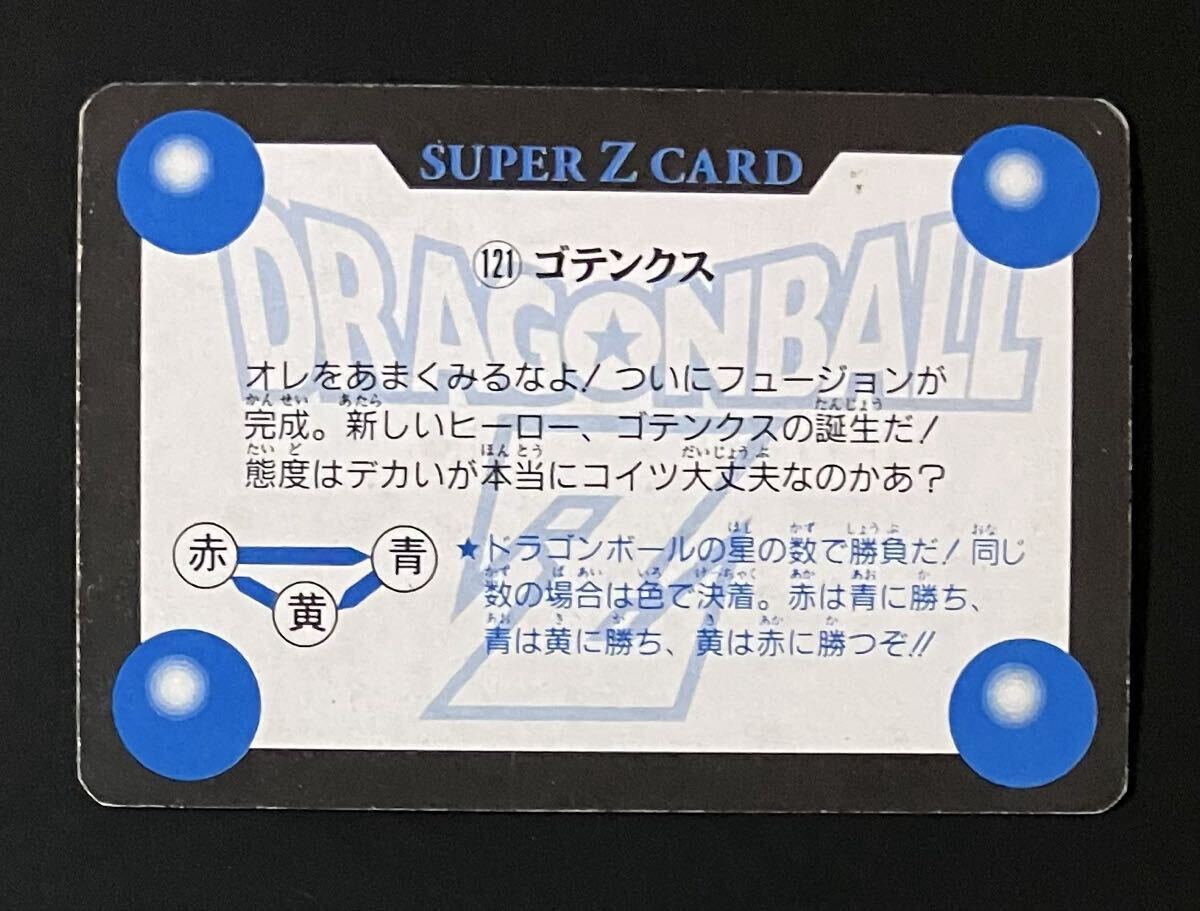 SUPER Z CARD
DRAGONBALL
Z
(121) ゴテンクス
オレをあまくみるなよ! ついにフュージョンが
完成。新しいヒーロー、ゴテンクスの誕生だ!
態度はデカいが本当にコイツ大丈夫なのかあ?
赤 青
黄
★ドラゴンボールの星の数で勝負だ! 同じ
数の場合は色で決着。赤は青に勝ち、
青は黄に勝ち、黄は赤に勝つぞ!!